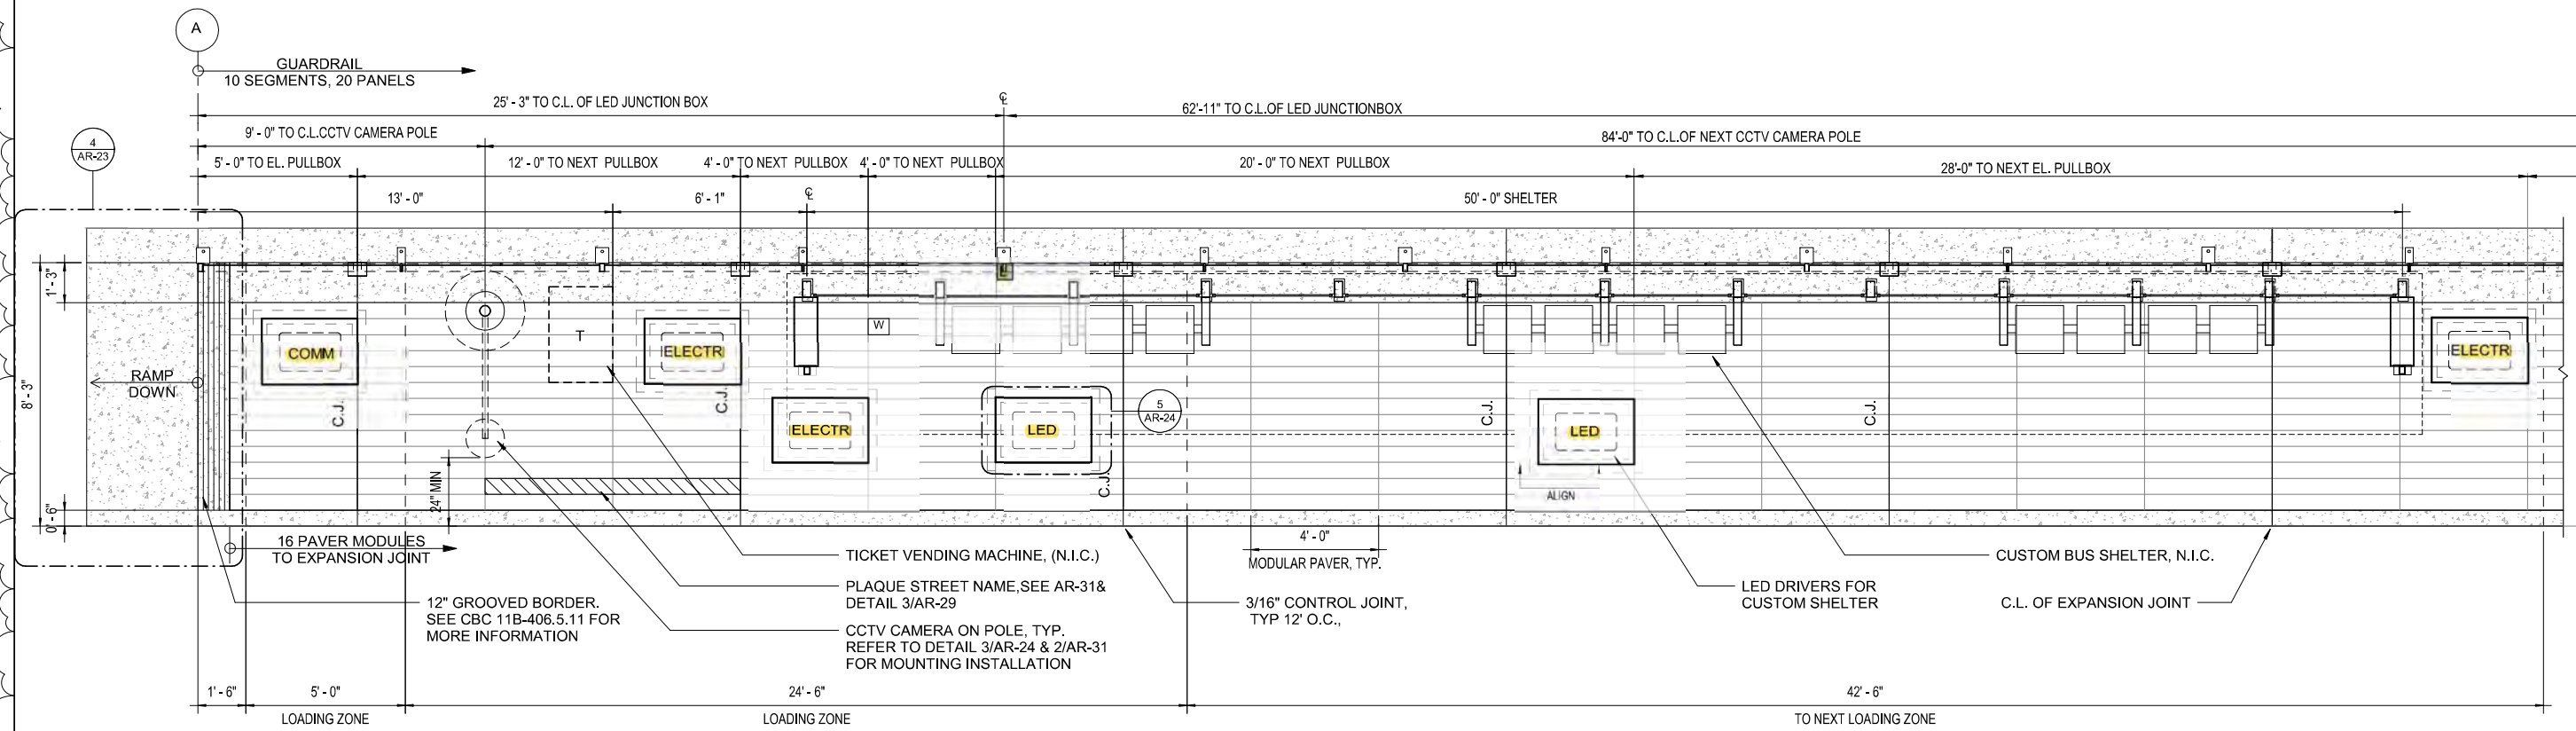 A
GUARDRAIL
10 SEGMENTS, 20 PANELS
25' - 3" TO C.L. OF LED JUNCTION BOX
℄
62'-11" TO C.L.OF LED JUNCTIONBOX
4
AR-23
9' - 0" TO C.L.CCTV CAMERA POLE
84'-0" TO C.L.OF NEXT CCTV CAMERA POLE
5' - 0" TO EL. PULLBOX
12' - 0" TO NEXT PULLBOX
4' - 0" TO NEXT PULLBOX
4' - 0" TO NEXT PULLBOX
20' - 0" TO NEXT PULLBOX
28'-0" TO NEXT EL. PULLBOX
13' - 0"
6' - 1"
℄
50' - 0" SHELTER
1' - 3"
8' - 3"
0' - 6"
RAMP
DOWN
COMM
C.J.
T
ELECTR
C.J.
W
ELECTR
LED
5
AR-24
C.J.
C.J.
LED
ALIGN
C.J.
ELECTR
24" MIN
16 PAVER MODULES
TO EXPANSION JOINT
12" GROOVED BORDER.
SEE CBC 11B-406.5.11 FOR
MORE INFORMATION
TICKET VENDING MACHINE, (N.I.C.)
PLAQUE STREET NAME,SEE AR-31&
DETAIL 3/AR-29
CCTV CAMERA ON POLE, TYP.
REFER TO DETAIL 3/AR-24 & 2/AR-31
FOR MOUNTING INSTALLATION
4' - 0"
MODULAR PAVER, TYP.
3/16" CONTROL JOINT,
TYP 12' O.C.,
LED DRIVERS FOR
CUSTOM SHELTER
CUSTOM BUS SHELTER, N.I.C.
C.L. OF EXPANSION JOINT
1' - 6"
5' - 0"
LOADING ZONE
24' - 6"
LOADING ZONE
42' - 6"
TO NEXT LOADING ZONE